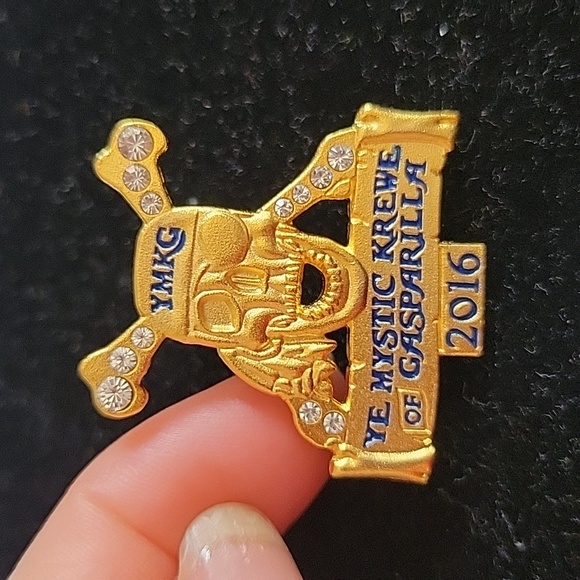 YMKG
YE MYSTIC KREWE
OF GASPARILLA
2016